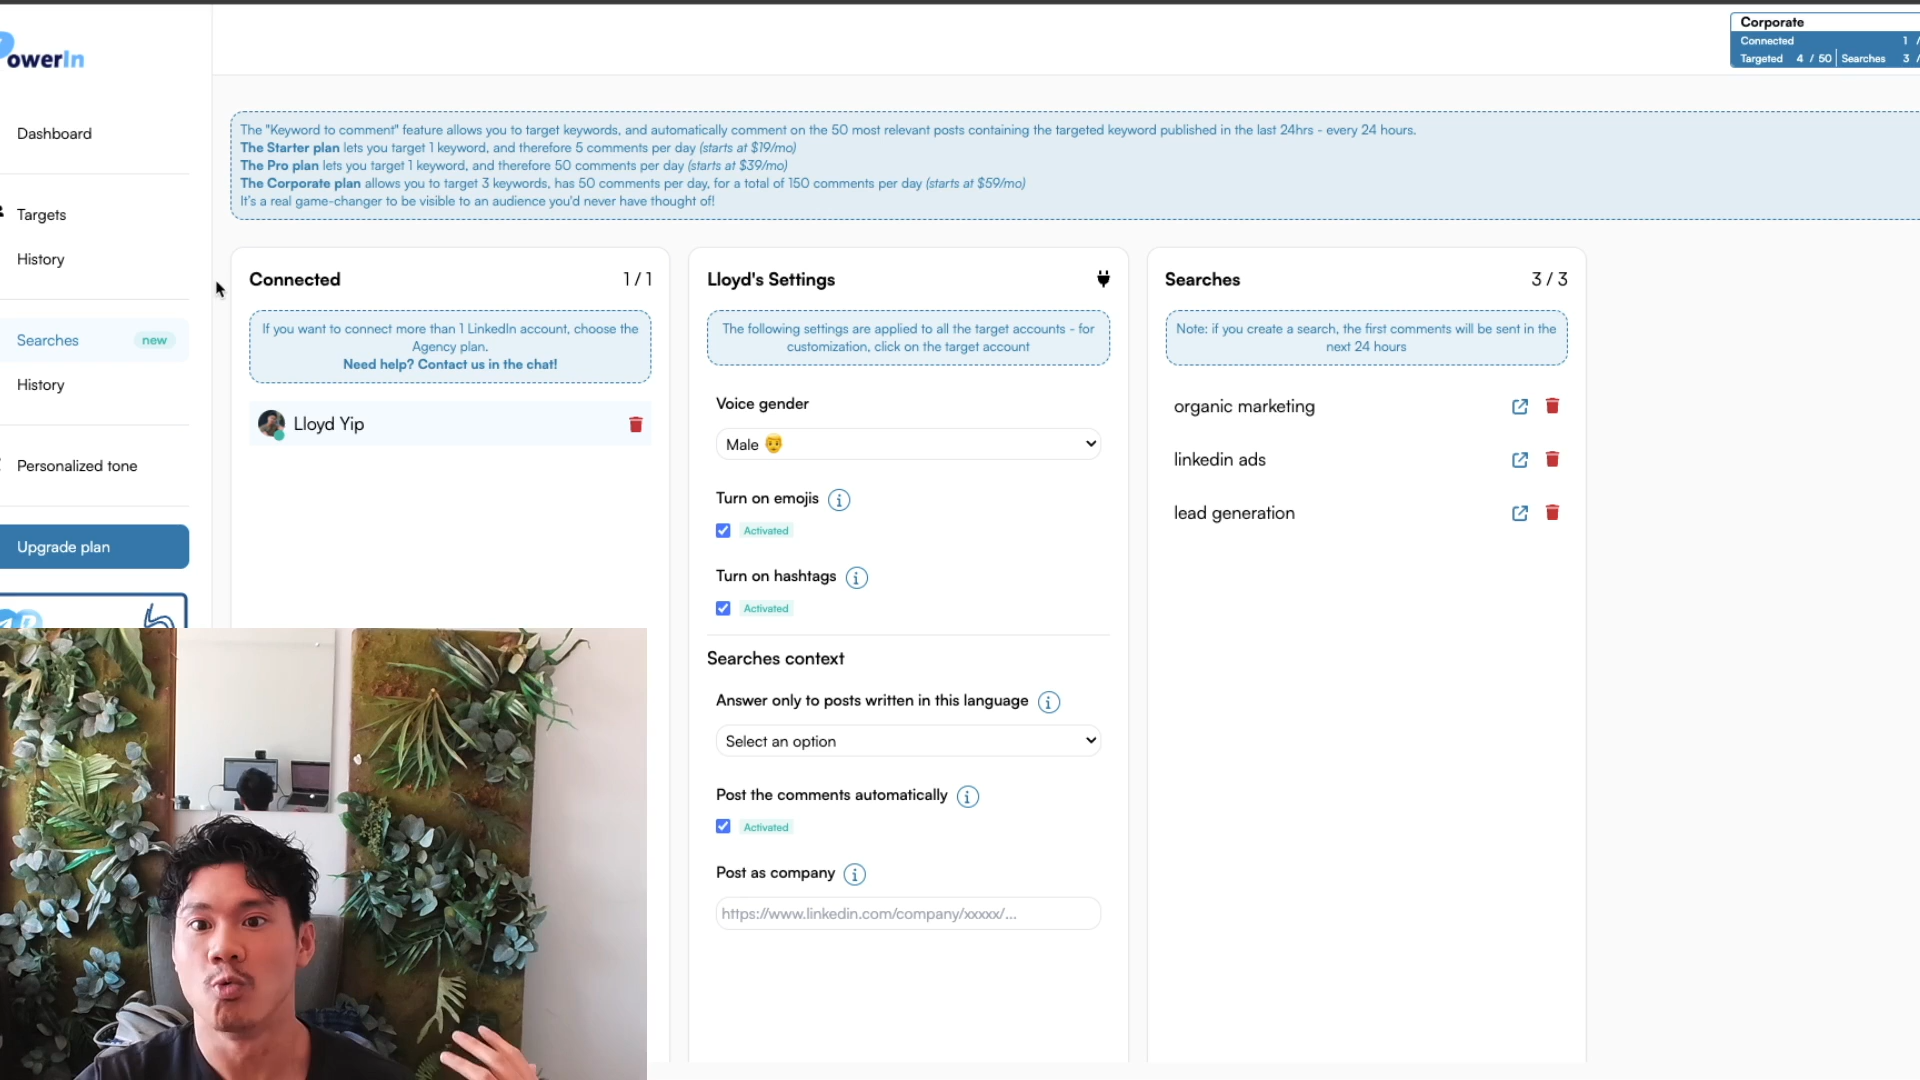 owerIn
Dashboard
Targets
History
Searches new
History
Personalized tone
Upgrade plan
Corporate
Connected 1 /
Targeted 4 / 50 Searches 3 /
The "Keyword to comment" feature allows you to target keywords, and automatically comment on the 50 most relevant posts containing the targeted keyword published in the last 24hrs - every 24 hours.
The Starter plan lets you target 1 keyword, and therefore 5 comments per day (starts at $19/mo)
The Pro plan lets you target 1 keyword, and therefore 50 comments per day (starts at $39/mo)
The Corporate plan allows you to target 3 keywords, has 50 comments per day, for a total of 150 comments per day (starts at $59/mo)
It's a real game-changer to be visible to an audience you'd never have thought of!
Connected 1 / 1
If you want to connect more than 1 LinkedIn account, choose the
Agency plan.
Need help? Contact us in the chat!
Lloyd Yip
Lloyd's Settings
The following settings are applied to all the target accounts - for
customization, click on the target account
Voice gender
Male 👨
Turn on emojis
Activated
Turn on hashtags
Activated
Searches context
Answer only to posts written in this language
Select an option
Post the comments automatically
Activated
Post as company
https://www.linkedin.com/company/xxxxx/...
Searches 3 / 3
Note: if you create a search, the first comments will be sent in the
next 24 hours
organic marketing
linkedin ads
lead generation